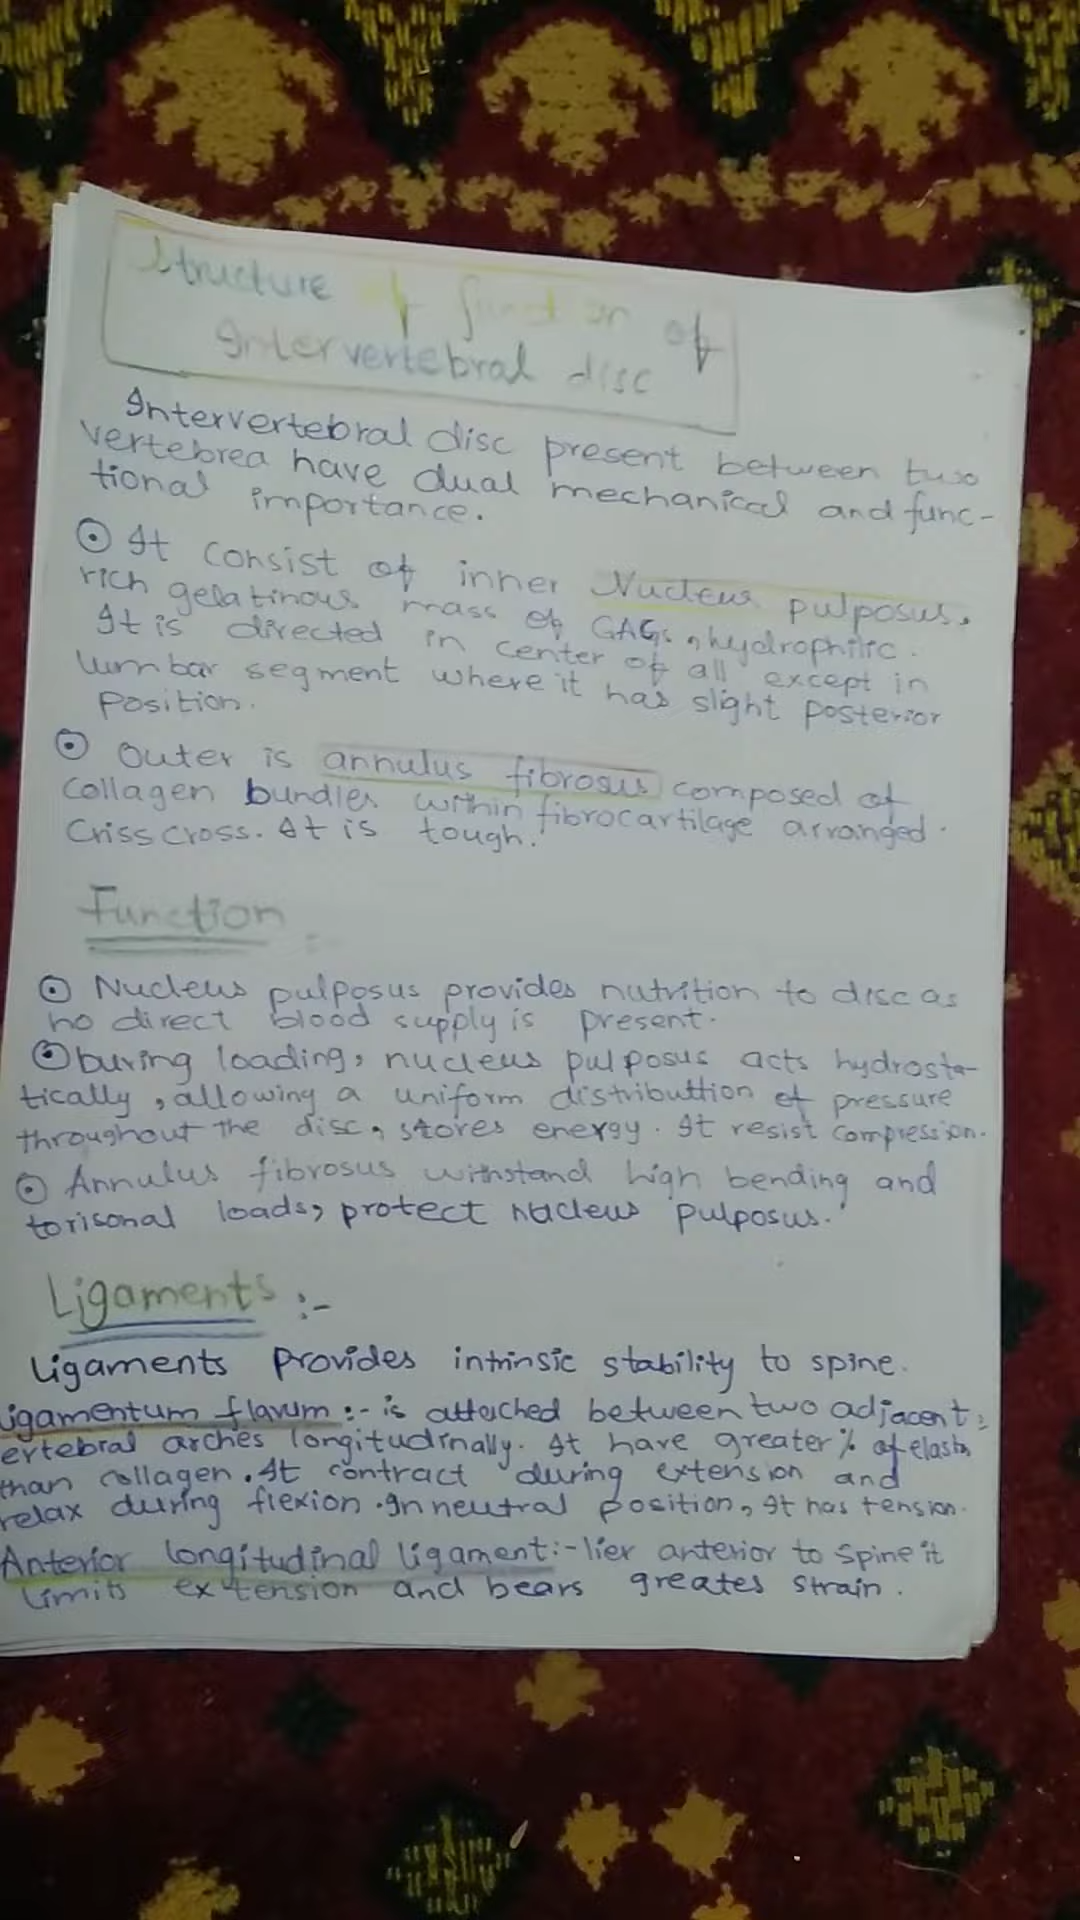 Structure & function of
Intervertebral disc
Intervertebral disc present between two
vertebrea have dual mechanical and func-
tional importance.
It consist of inner Nucleus pulposus,
rich gelatinous mass of GAGs, hydrophilic.
It is directed in center of all except in
lumbar segment where it has slight posterior
Position.
Outer is annulus fibrosus composed of
collagen bundles within fibrocartilage arranged.
Criss cross. It is tough.
Function :-
Nucleus pulposus provides nutrition to disc as
no direct blood supply is present.
During loading, nucleus pulposus acts hydrosta-
tically, allowing a uniform distributtion of pressure
throughout the disc, stores energy. It resist compression.
Annulus fibrosus withstand high bending and
torisonal loads, protect nucleus pulposus.
Ligaments :-
Ligaments Provides intrinsic stability to spine.
igamentum flavum :- is attached between two adjacent
ertebral arches longitudinally. It have greater % of elastn
than collagen. It contract during extension and
relax during flexion. In neutral position, It has tension.
Anterior longitudinal ligament :- lier anterior to spine it
limits extension and bears greates strain.